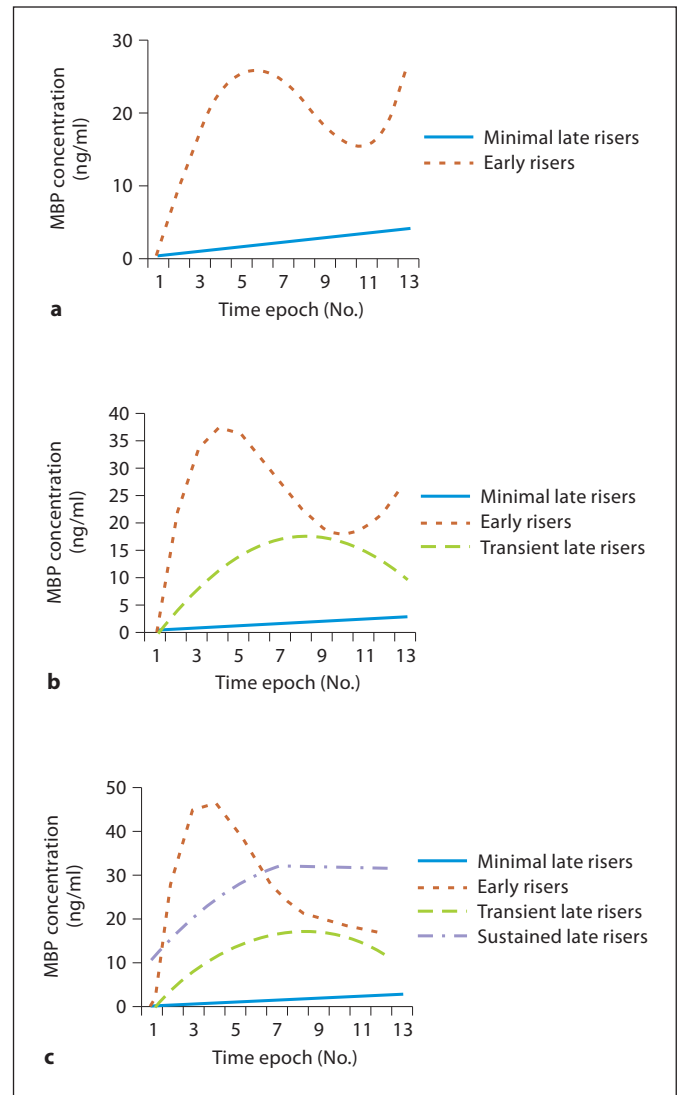 30
20
10
0
MBP concentration
(ng/ml)
1 3 5 7 9 11 13
Time epoch (No.)
Minimal late risers
Early risers
a
40
35
30
25
20
15
10
5
0
MBP concentration
(ng/ml)
1 3 5 7 9 11 13
Time epoch (No.)
Minimal late risers
Early risers
Transient late risers
b
50
40
30
20
10
0
MBP concentration
(ng/ml)
1 3 5 7 9 11 13
Time epoch (No.)
Minimal late risers
Early risers
Transient late risers
Sustained late risers
c